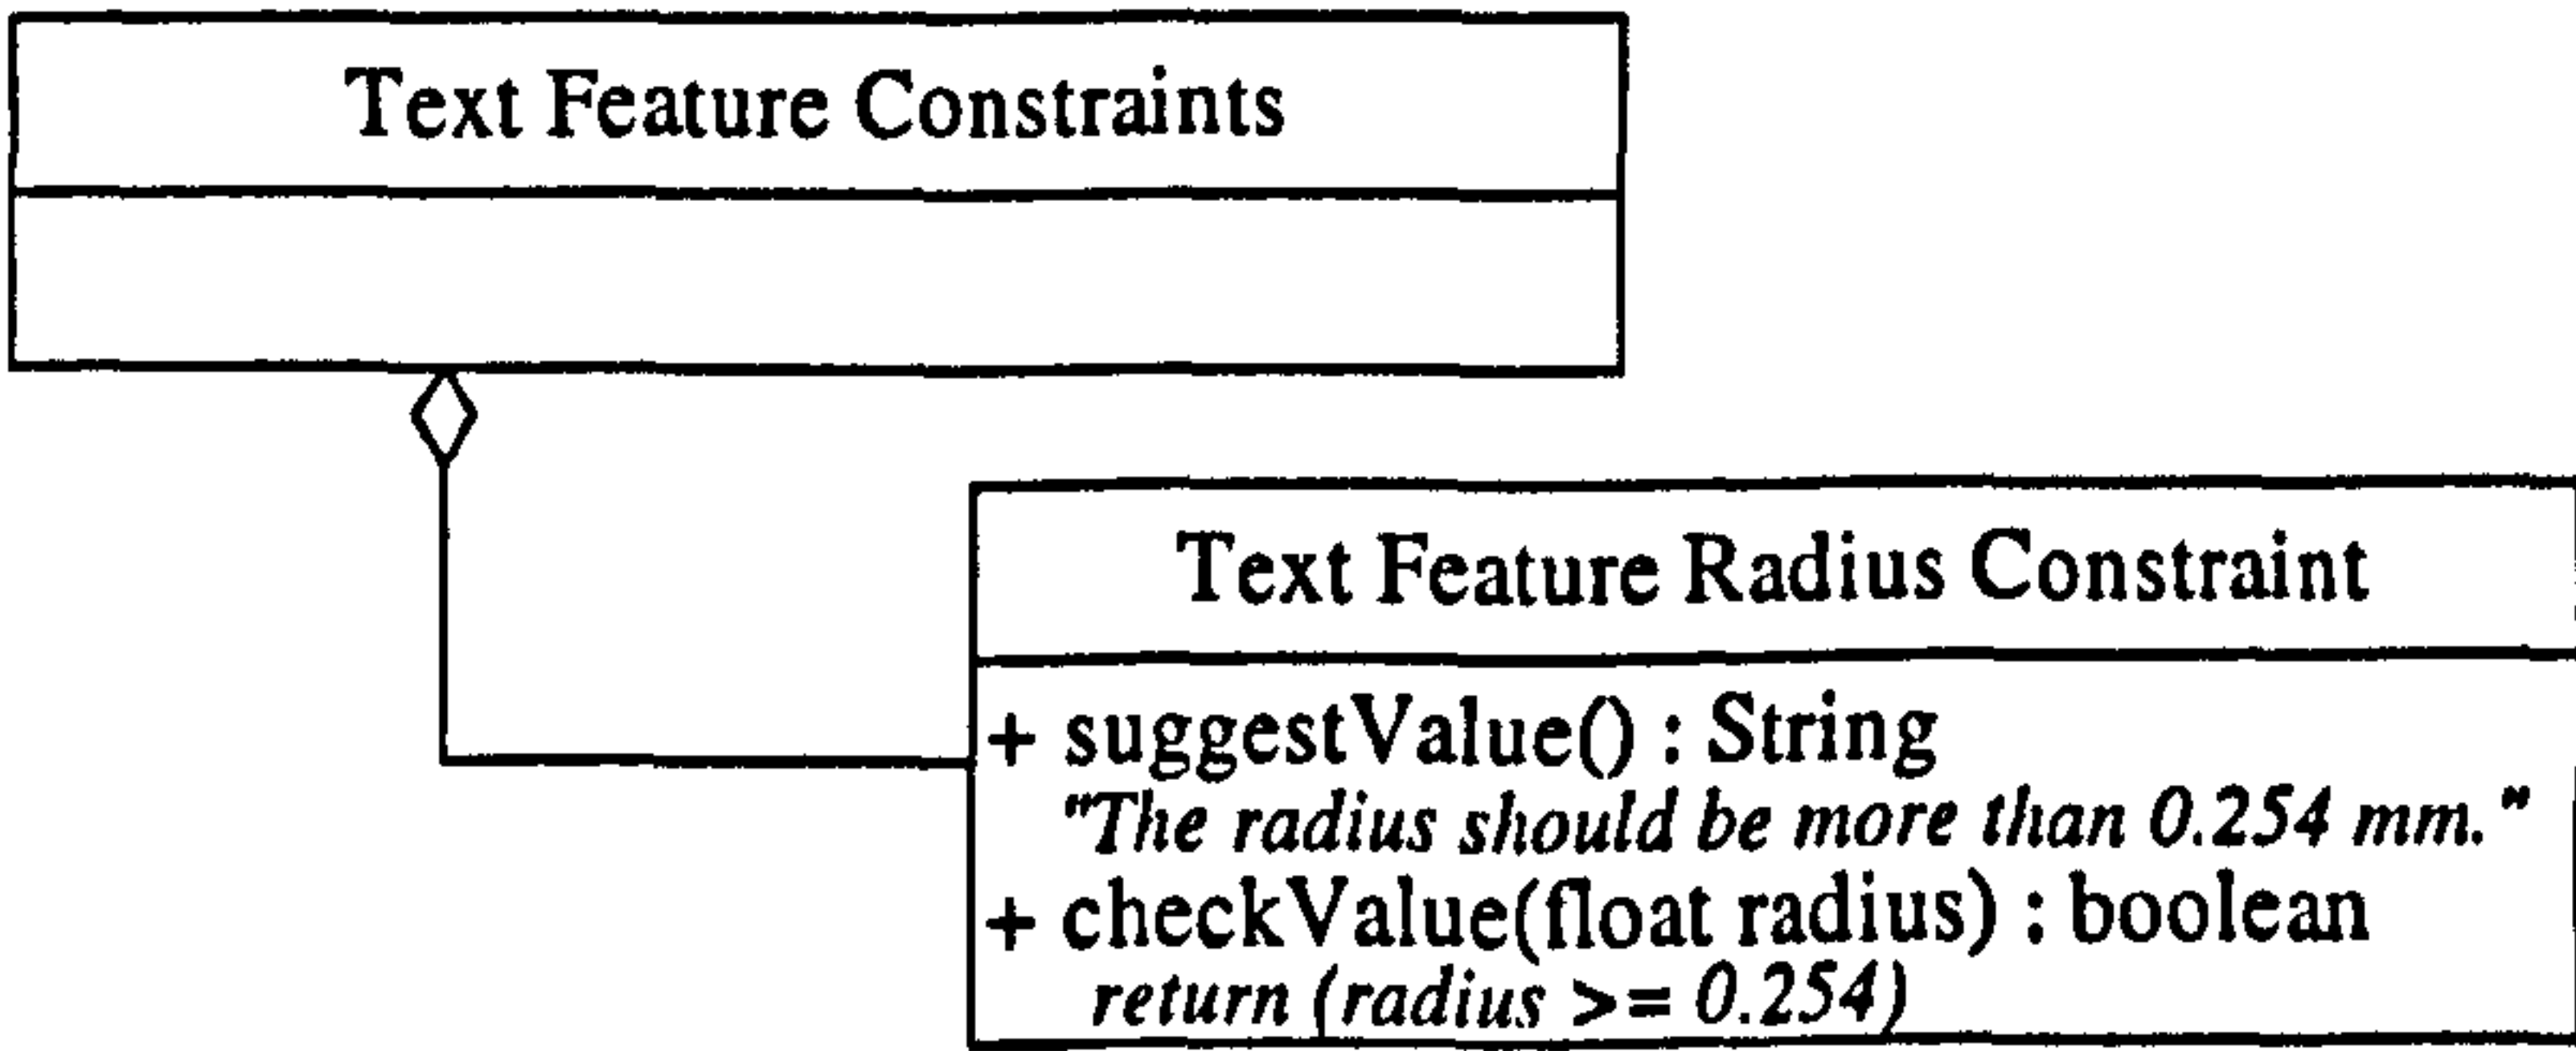 Text Feature Constraints
Text Feature Radius Constraint
+ suggestValue() : String
"The radius should be more than 0.254 mm."
+ checkValue(float radius) : boolean
return (radius >= 0.254)